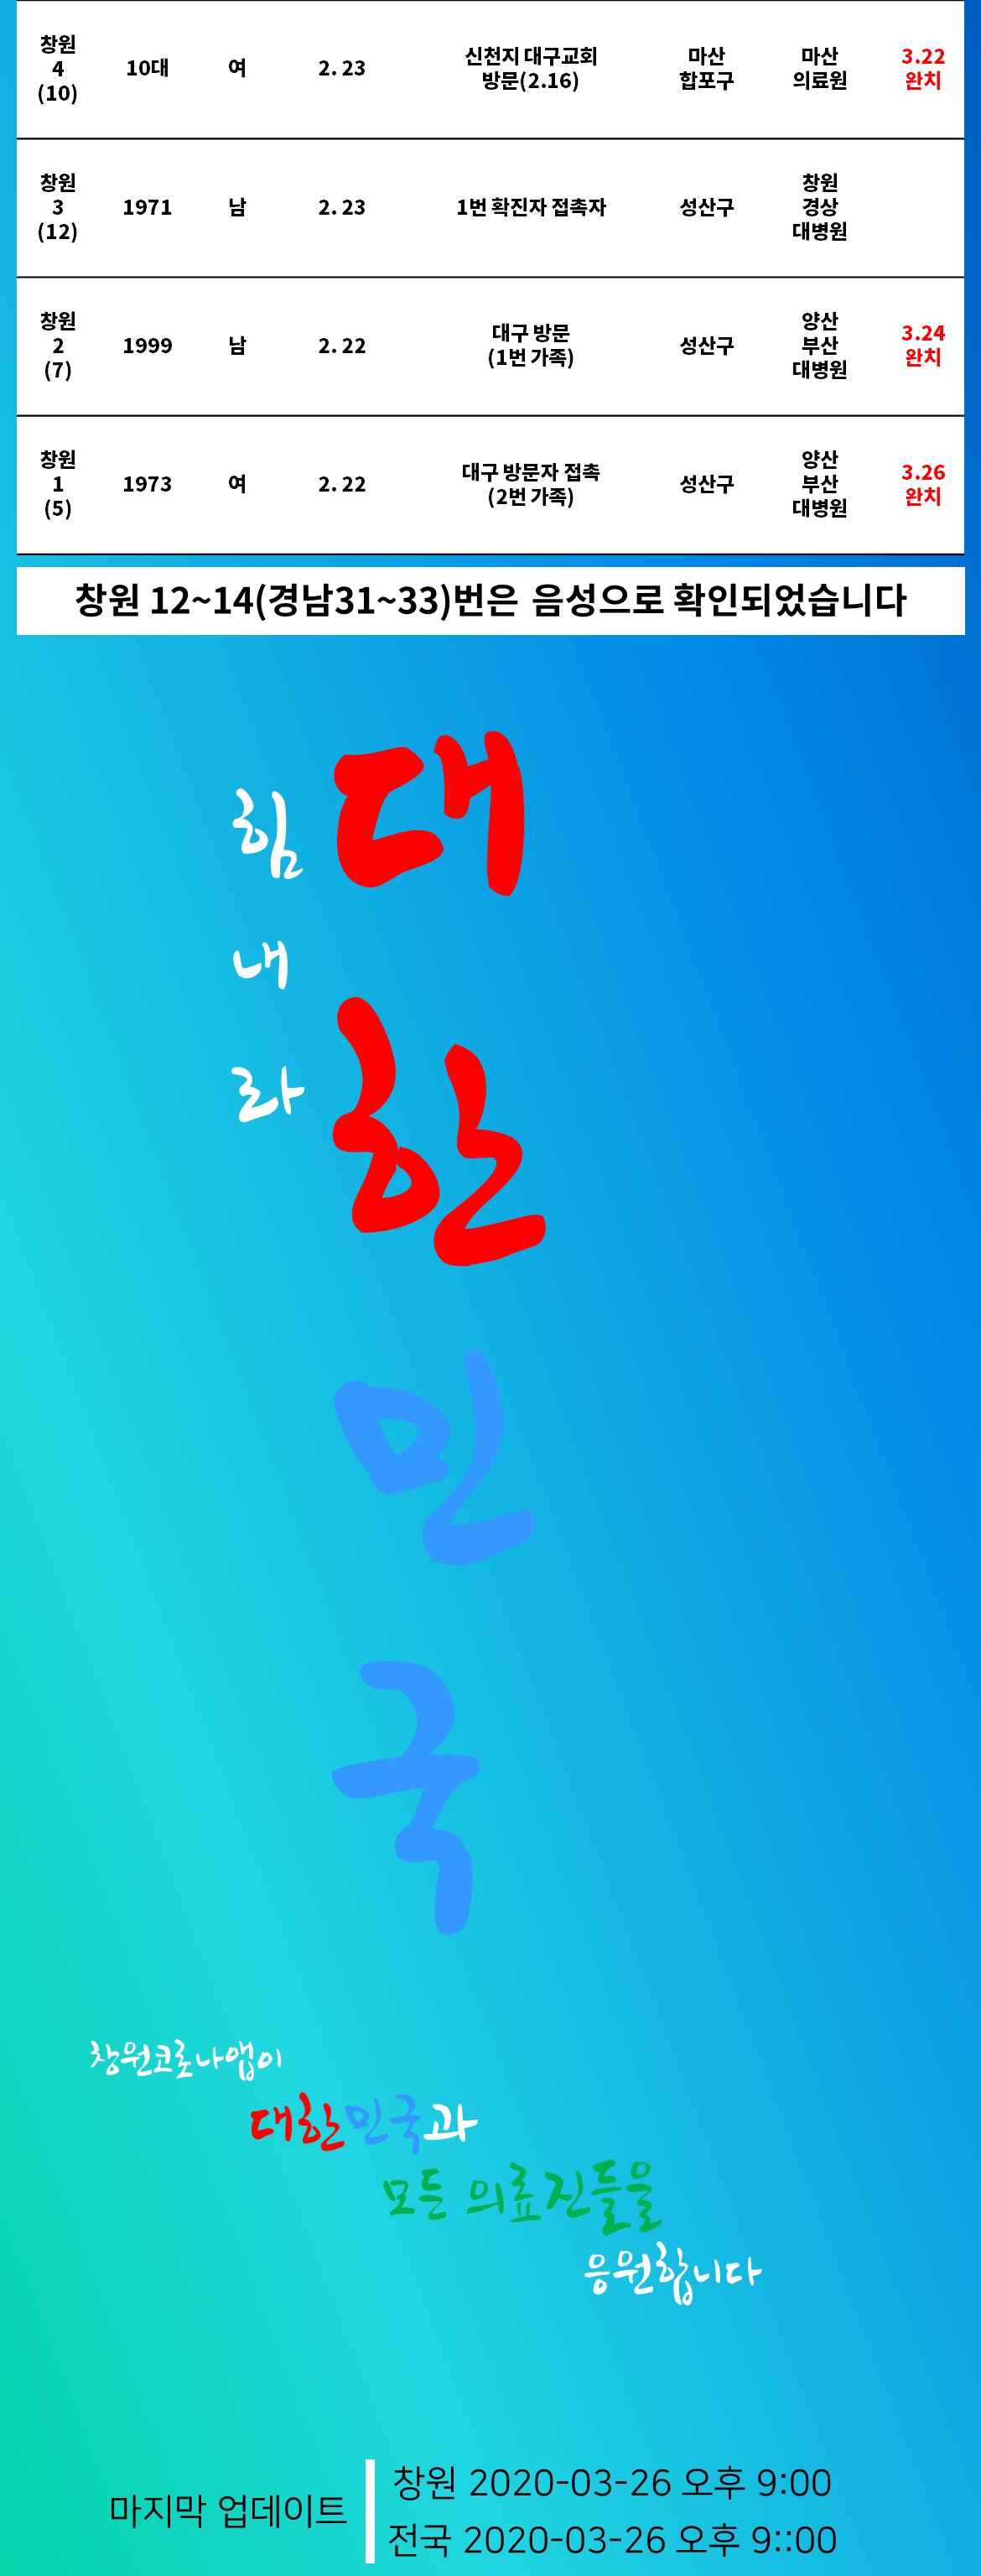 창원
4
(10)
10대
여
2. 23
신천지 대구교회
방문(2.16)
마산
합포구
마산
의료원
3.22
완치
창원
3
(12)
1971
남
2. 23
1번 확진자 접촉자
성산구
창원
경상
대병원
창원
2
(7)
1999
남
2. 22
대구 방문
(1번 가족)
성산구
양산
부산
대병원
3.24
완치
창원
1
(5)
1973
여
2. 22
대구 방문자 접촉
(2번 가족)
성산구
양산
부산
대병원
3.26
완치
창원 12~14(경남31~33)번은 음성으로 확인되었습니다
힘내라
대한민국
창원코로나앱이
대한민국과
모든 의료진들을
응원합니다
마지막 업데이트
창원 2020-03-26 오후 9:00
전국 2020-03-26 오후 9::00